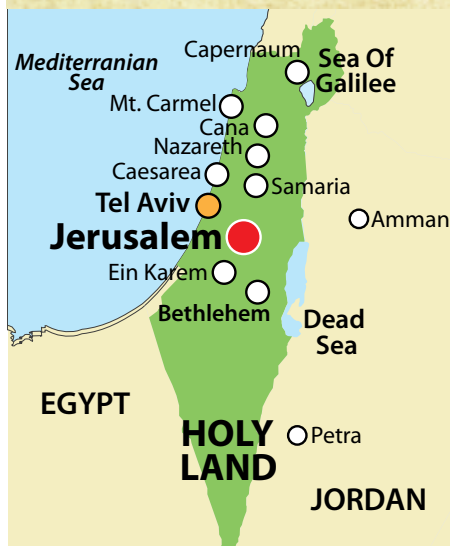 Capernaum
Mediterranean
Sea
Sea Of
Galilee
Mt. Carmel
Cana
Nazareth
Caesarea
Samaria
Tel Aviv
Amman
Jerusalem
Ein Karem
Bethlehem
Dead
Sea
EGYPT
HOLY
LAND
Petra
JORDAN